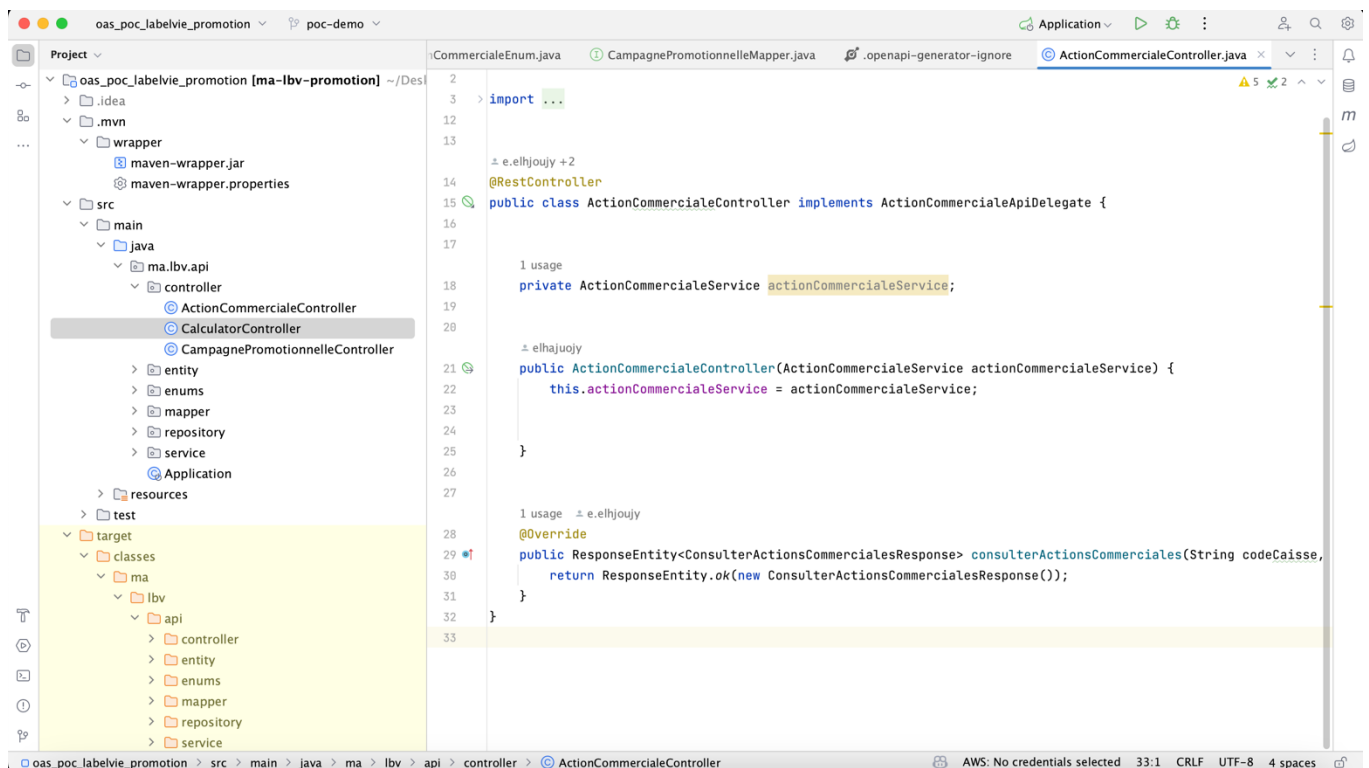 oas_poc_labelvie_promotion poc-demo Application
Project
oas_poc_labelvie_promotion [ma-lbv-promotion] ~/Desl
.idea
.mvn
wrapper
maven-wrapper.jar
maven-wrapper.properties
src
main
java
ma.lbv.api
controller
ActionCommercialeController
CalculatorController
CampagnePromotionnelleController
entity
enums
mapper
repository
service
Application
resources
test
target
classes
ma
lbv
api
controller
entity
enums
mapper
repository
service
CommercialeEnum.java CampagnePromotionnelleMapper.java .openapi-generator-ignore ActionCommercialeController.java
5 2
2
3 import ...
12
13
e.elhjoujy +2
14 @RestController
15 public class ActionCommercialeController implements ActionCommercialeApiDelegate {
16
17
1 usage
18 private ActionCommercialeService actionCommercialeService;
19
20
elhajuojy
21 public ActionCommercialeController(ActionCommercialeService actionCommercialeService) {
22 this.actionCommercialeService = actionCommercialeService;
23
24
25 }
26
27
1 usage e.elhjoujy
28 @Override
29 public ResponseEntity<ConsulterActionsCommercialesResponse> consulterActionsCommerciales(String codeCaisse,
30 return ResponseEntity.ok(new ConsulterActionsCommercialesResponse());
31 }
32 }
33
m
oas_poc_labelvie_promotion > src > main > java > ma > lbv > api > controller > ActionCommercialeController AWS: No credentials selected 33:1 CRLF UTF-8 4 spaces